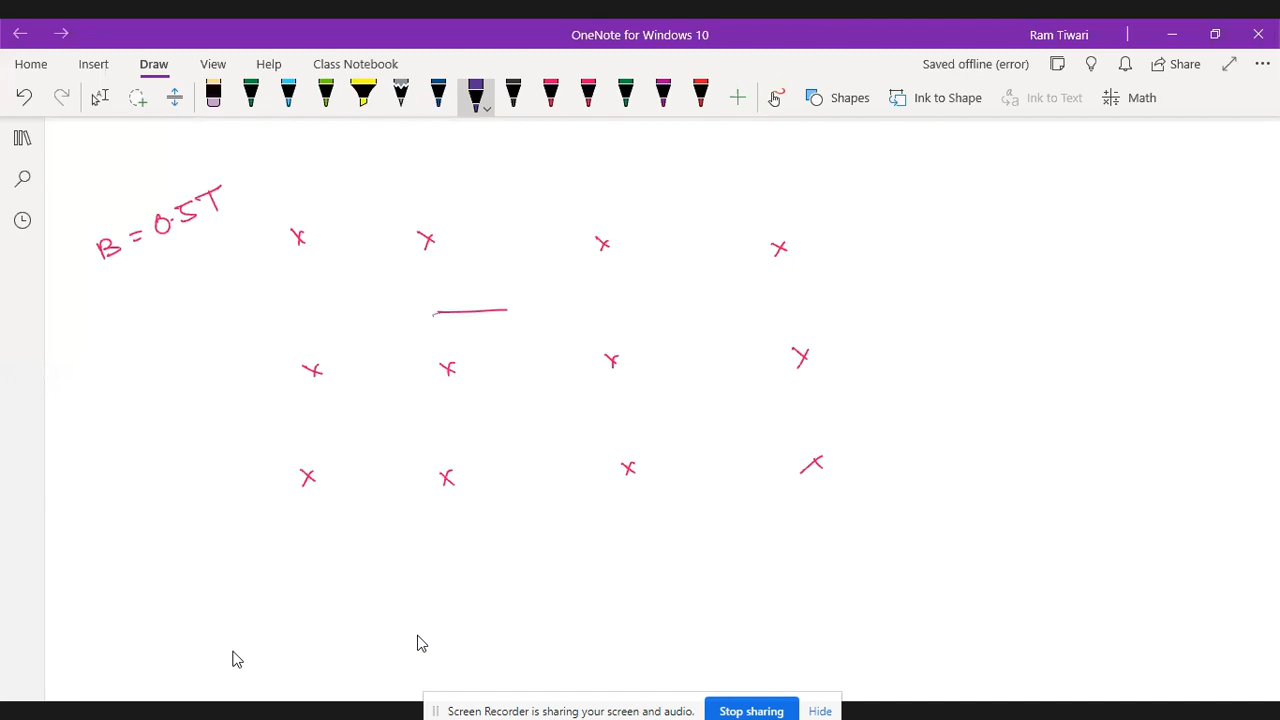 OneNote for Windows 10
Ram Tiwari
Home Insert Draw View Help Class Notebook
Saved offline (error)
Share
Shapes
Ink to Shape
Ink to Text
Math
B = 0.5T
x x x x
x x x x
x x x x
Screen Recorder is sharing your screen and audio.
Stop sharing
Hide